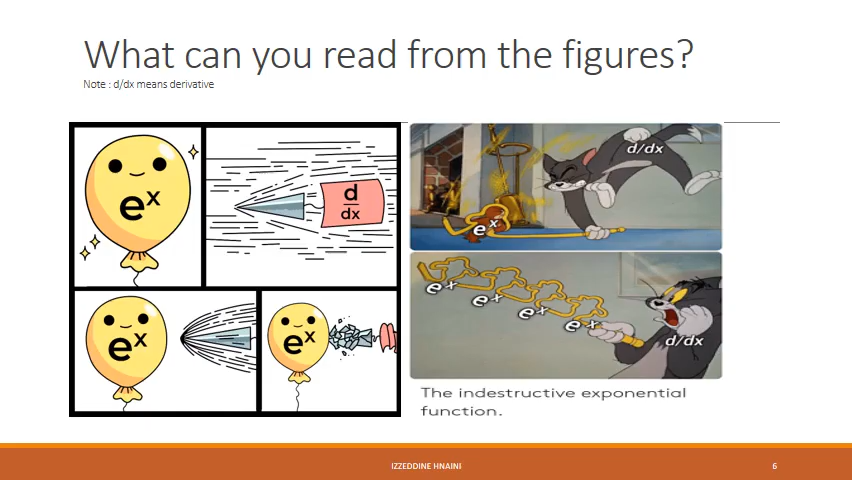 What can you read from the figures?
Note : d/dx means derivative
eˣ
d
dx
eˣ
eˣ
d/dx
eˣ
eˣ
eˣ
eˣ
eˣ
d/dx
The indestructive exponential
function.
IZZEDDINE HNAINI
6